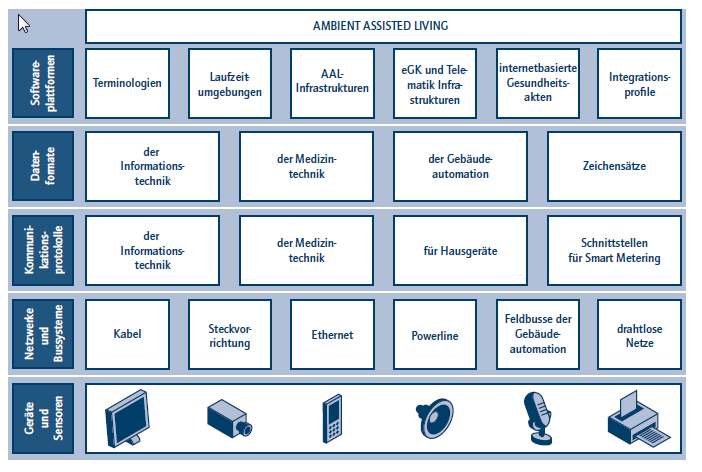 AMBIENT ASSISTED LIVING
Software-
plattformen
Terminologien
Laufzeit-
umgebungen
AAL-
Infrastrukturen
eGK und Tele-
matik Infra-
strukturen
internetbasierte
Gesundheits-
akten
Integrations-
profile
Daten-
formate
der
Informations-
technik
der Medizin-
technik
der Gebäude-
automation
Zeichensätze
Kommuni-
kations-
protokolle
der
Informations-
technik
der Medizin-
technik
für Hausgeräte
Schnittstellen
für Smart Metering
Netzwerke
und
Bussysteme
Kabel
Steckvor-
richtung
Ethernet
Powerline
Feldbusse der
Gebäude-
automation
drahtlose
Netze
Geräte
und
Sensoren